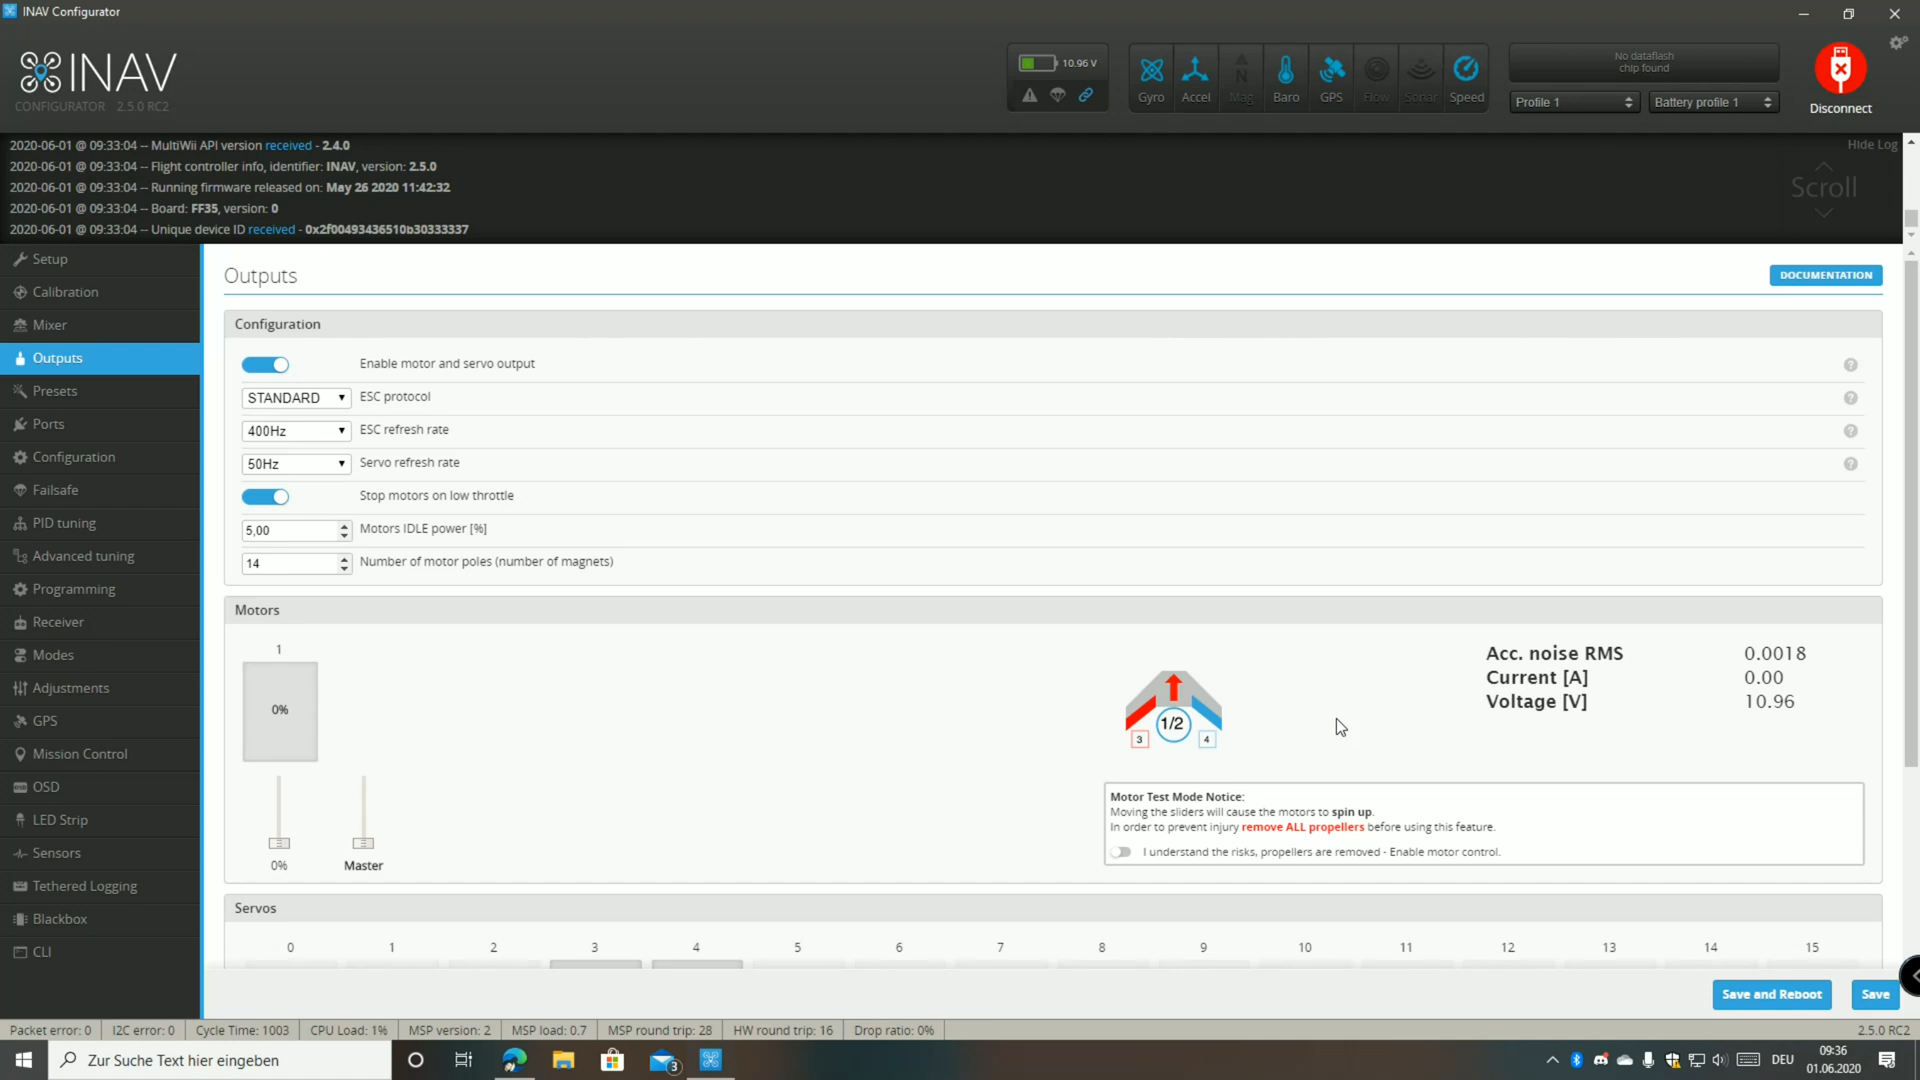 INAV Configurator
INAV
CONFIGURATOR 2.5.0 RC2
10.96 V
Gyro Accel Mag Baro GPS Flow Sonar Speed
No dataflash
chip found
Profile 1
Battery profile 1
Disconnect
2020-06-01 @ 09:33:04 -- MultiWii API version received - 2.4.0
2020-06-01 @ 09:33:04 -- Flight controller info, identifier: INAV, version: 2.5.0
2020-06-01 @ 09:33:04 -- Running firmware released on: May 26 2020 11:42:32
2020-06-01 @ 09:33:04 -- Board: FF35, version: 0
2020-06-01 @ 09:33:04 -- Unique device ID received - 0x2f00493436510b30333337
Hide Log
Scroll
Setup
Calibration
Mixer
Outputs
Presets
Ports
Configuration
Failsafe
PID tuning
Advanced tuning
Programming
Receiver
Modes
Adjustments
GPS
Mission Control
OSD
LED Strip
Sensors
Tethered Logging
Blackbox
CLI
Outputs
DOCUMENTATION
Configuration
Enable motor and servo output
STANDARD ESC protocol
400Hz ESC refresh rate
50Hz Servo refresh rate
Stop motors on low throttle
5,00 Motors IDLE power [%]
14 Number of motor poles (number of magnets)
Motors
1
0%
0%
Master
1/2
3
4
Acc. noise RMS 0.0018
Current [A] 0.00
Voltage [V] 10.96
Motor Test Mode Notice:
Moving the sliders will cause the motors to spin up.
In order to prevent injury remove ALL propellers before using this feature.
I understand the risks, propellers are removed - Enable motor control.
Servos
0 1 2 3 4 5 6 7 8 9 10 11 12 13 14 15
Save and Reboot
Save
Packet error: 0 I2C error: 0 Cycle Time: 1003 CPU Load: 1% MSP version: 2 MSP load: 0.7 MSP round trip: 28 HW round trip: 16 Drop ratio: 0% 2.5.0 RC2
Zur Suche Text hier eingeben
3
DEU
09:36
01.06.2020